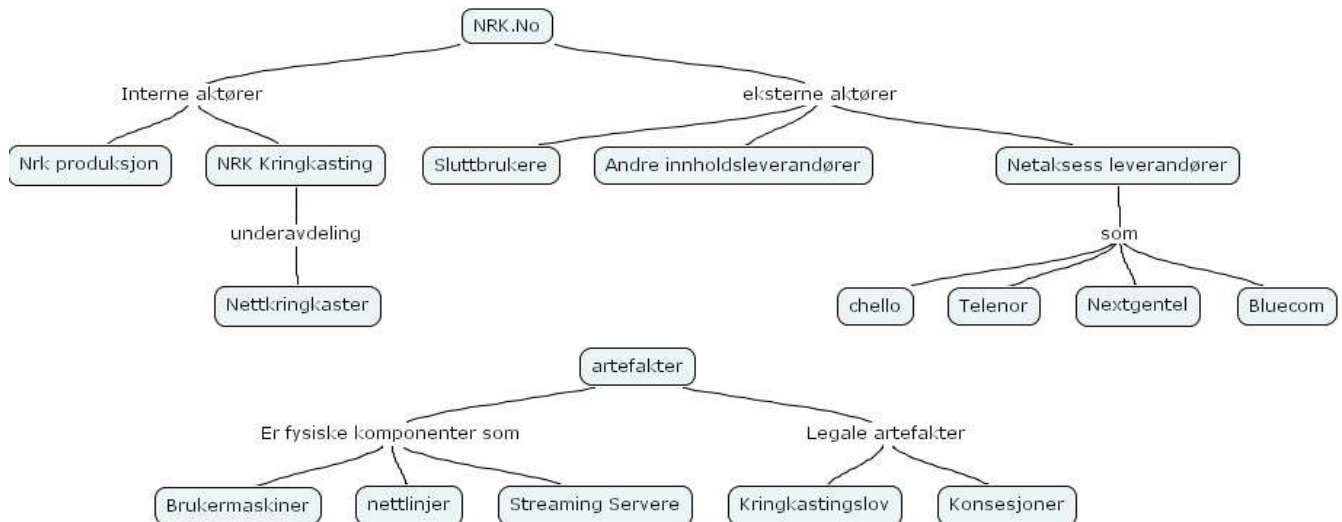 NRK.No
Interne aktører
eksterne aktører
Nrk produksjon
NRK Kringkasting
Sluttbrukere
Andre innholdsleverandører
Netaksess leverandører
underavdeling
som
Nettkringkaster
chello
Telenor
Nextgentel
Bluecom
artefakter
Er fysiske komponenter som
Legale artefakter
Brukermaskiner
nettlinjer
Streaming Servere
Kringkastingslov
Konsesjoner